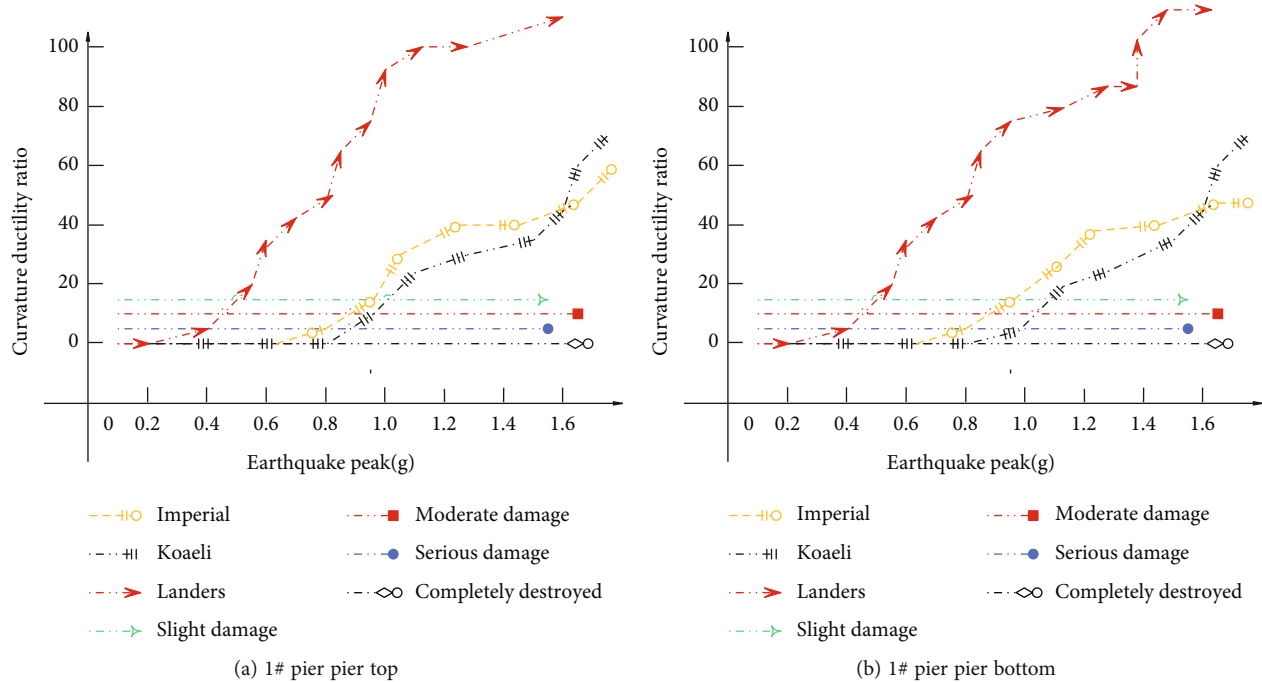 Curvature ductility ratio
100
80
60
40
20
0
0 0.2 0.4 0.6 0.8 1.0 1.2 1.4 1.6
Earthquake peak(g)
Imperial
Koaeli
Landers
Slight damage
Moderate damage
Serious damage
Completely destroyed
(a) 1# pier pier top
Curvature ductility ratio
100
80
60
40
20
0
0 0.2 0.4 0.6 0.8 1.0 1.2 1.4 1.6
Earthquake peak(g)
Imperial
Koaeli
Landers
Slight damage
Moderate damage
Serious damage
Completely destroyed
(b) 1# pier pier bottom